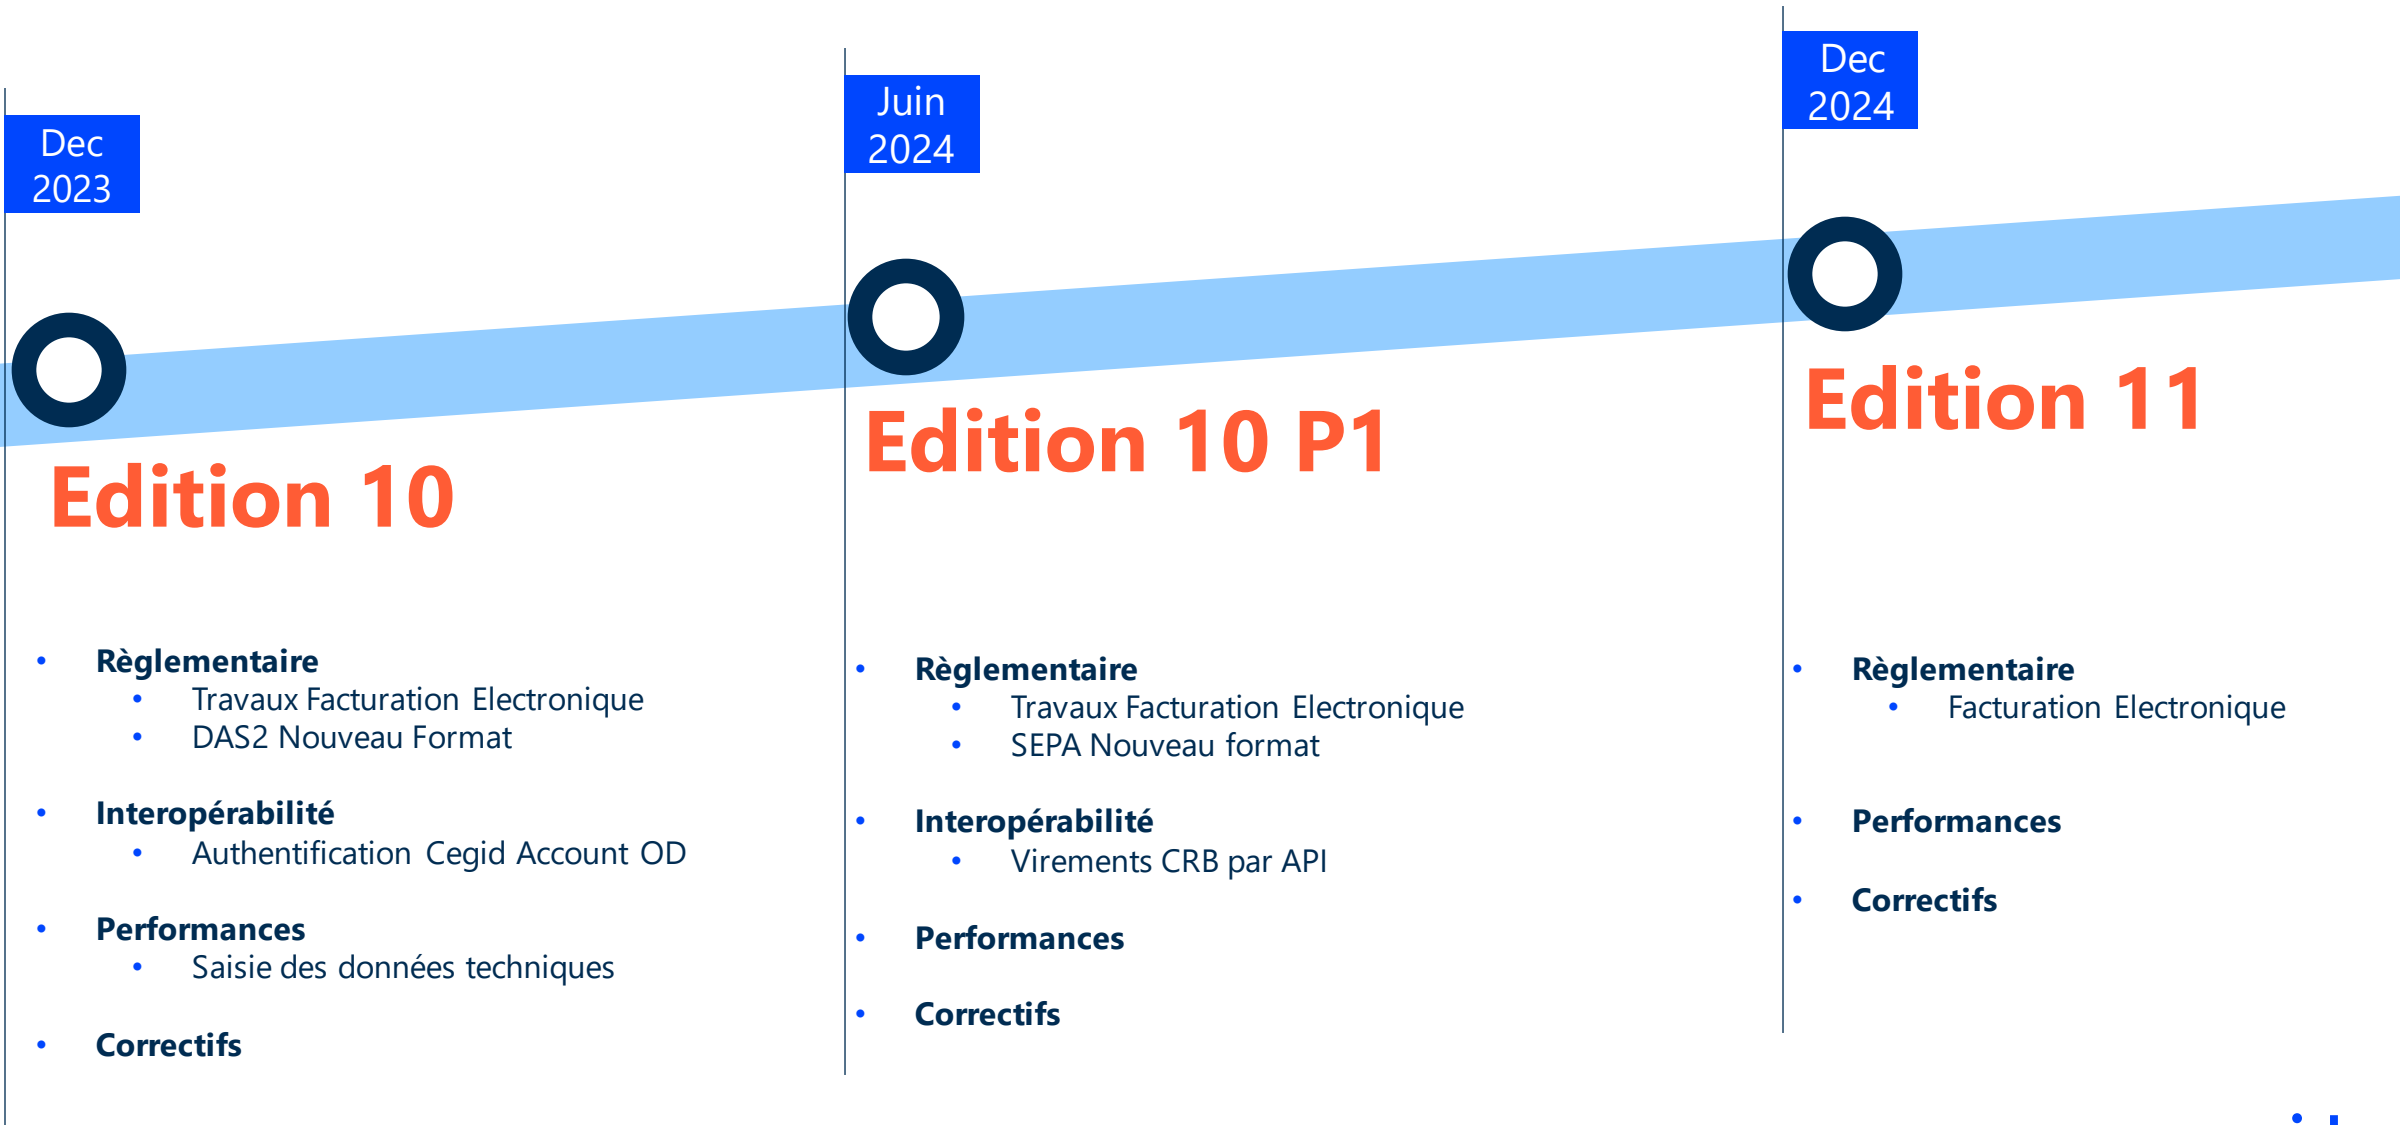 Dec
2023
Edition 10
• Règlementaire
• Travaux Facturation Electronique
• DAS2 Nouveau Format
• Interopérabilité
• Authentification Cegid Account OD
• Performances
• Saisie des données techniques
• Correctifs
Juin
2024
Edition 10 P1
• Règlementaire
• Travaux Facturation Electronique
• SEPA Nouveau format
• Interopérabilité
• Virements CRB par API
• Performances
• Correctifs
Dec
2024
Edition 11
• Règlementaire
• Facturation Electronique
• Performances
• Correctifs